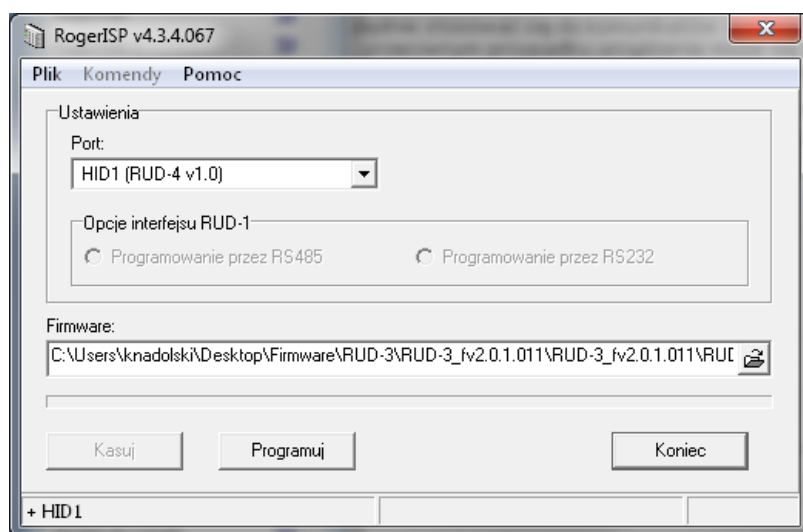 RogerISP v4.3.4.067
Plik Komendy Pomoc
Ustawienia
Port:
HID1 (RUD-4 v1.0)
Opcje interfejsu RUD-1
Programowanie przez RS485 Programowanie przez RS232
Firmware:
C:\Users\knadolski\Desktop\Firmware\RUD-3\RUD-3_fv2.0.1.011\RUD-3_fv2.0.1.011\RUD
Kasuj Programuj Koniec
+ HID1